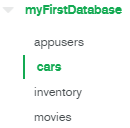 myFirstDatabase
appusers
cars
inventory
movies